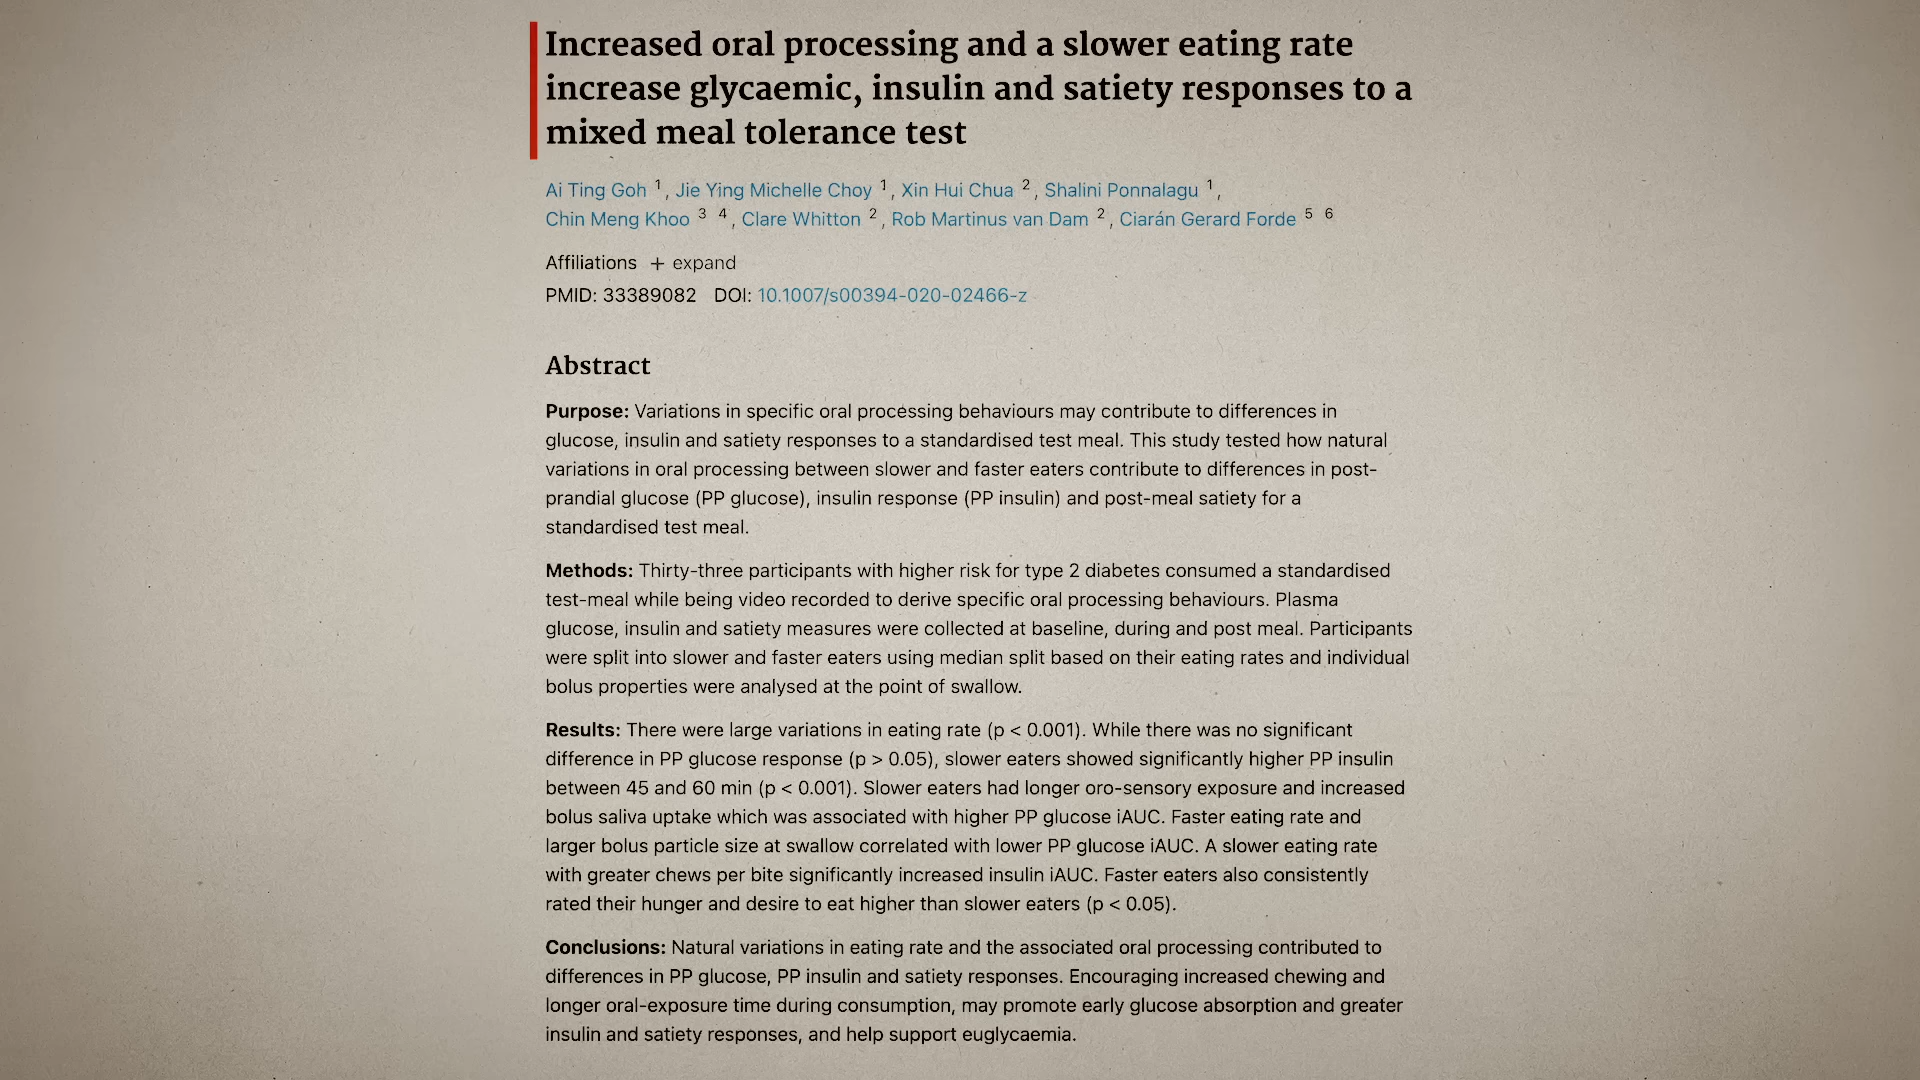 Increased oral processing and a slower eating rate
increase glycaemic, insulin and satiety responses to a
mixed meal tolerance test
Ai Ting Goh 1, Jie Ying Michelle Choy 1, Xin Hui Chua 2, Shalini Ponnalagu 1,
Chin Meng Khoo 3 4, Clare Whitton 2, Rob Martinus van Dam 2, Ciarán Gerard Forde 5 6
Affiliations + expand
PMID: 33389082 DOI: 10.1007/s00394-020-02466-z
Abstract
Purpose: Variations in specific oral processing behaviours may contribute to differences in
glucose, insulin and satiety responses to a standardised test meal. This study tested how natural
variations in oral processing between slower and faster eaters contribute to differences in post-
prandial glucose (PP glucose), insulin response (PP insulin) and post-meal satiety for a
standardised test meal.
Methods: Thirty-three participants with higher risk for type 2 diabetes consumed a standardised
test-meal while being video recorded to derive specific oral processing behaviours. Plasma
glucose, insulin and satiety measures were collected at baseline, during and post meal. Participants
were split into slower and faster eaters using median split based on their eating rates and individual
bolus properties were analysed at the point of swallow.
Results: There were large variations in eating rate (p < 0.001). While there was no significant
difference in PP glucose response (p > 0.05), slower eaters showed significantly higher PP insulin
between 45 and 60 min (p < 0.001). Slower eaters had longer oro-sensory exposure and increased
bolus saliva uptake which was associated with higher PP glucose iAUC. Faster eating rate and
larger bolus particle size at swallow correlated with lower PP glucose iAUC. A slower eating rate
with greater chews per bite significantly increased insulin iAUC. Faster eaters also consistently
rated their hunger and desire to eat higher than slower eaters (p < 0.05).
Conclusions: Natural variations in eating rate and the associated oral processing contributed to
differences in PP glucose, PP insulin and satiety responses. Encouraging increased chewing and
longer oral-exposure time during consumption, may promote early glucose absorption and greater
insulin and satiety responses, and help support euglycaemia.